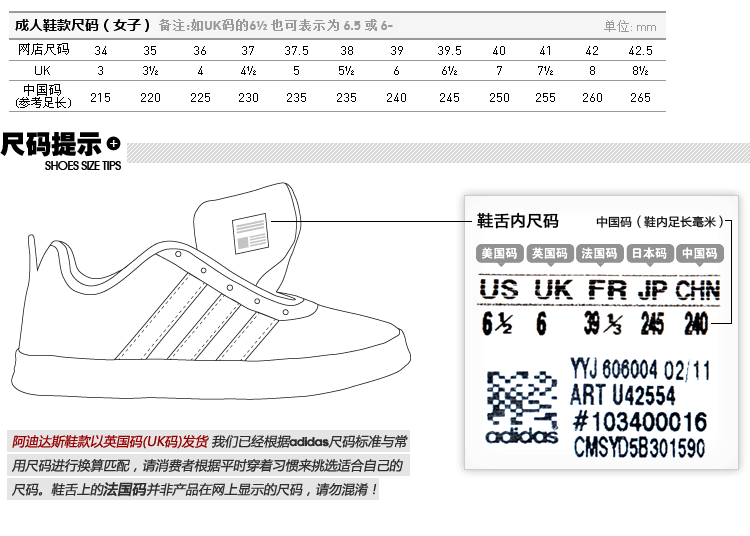 成人鞋款尺码（女子） 备注:如UK码的6½ 也可表示为 6.5 或 6- 单位: mm
网店尺码 34 35 36 37 37.5 38 39 39.5 40 41 42 42.5
UK 3 3½ 4 4½ 5 5½ 6 6½ 7 7½ 8 8½
中国码
(参考足长) 215 220 225 230 235 235 240 245 250 255 260 265
尺码提示
SHOES SIZE TIPS
鞋舌内尺码 中国码（鞋内足长毫米）
美国码 英国码 法国码 日本码 中国码
US UK FR JP CHN
6½ 6 39⅓ 245 240
YYJ 606004 02/11
ART U42554
#103400016
CMSYD5B301590
adidas
阿迪达斯鞋款以英国码(UK码)发货 我们已经根据adidas尺码标准与常
用尺码进行换算匹配，请消费者根据平时穿着习惯来挑选适合自己的
尺码。鞋舌上的法国码并非产品在网上显示的尺码，请勿混淆！